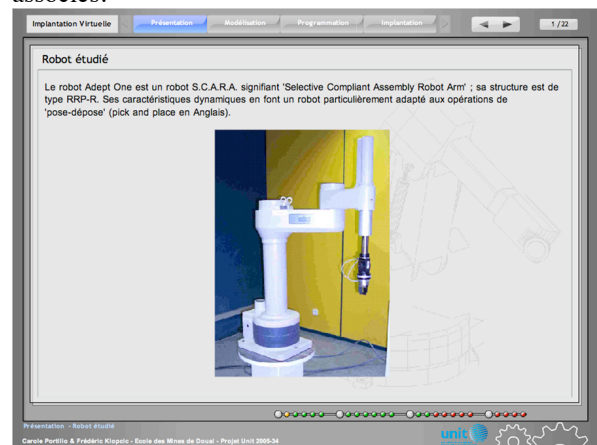 associés.
Implantation Virtuelle Présentation Modélisation Programmation Implantation 1 / 22
Robot étudié
Le robot Adept One est un robot S.C.A.R.A. signifiant 'Selective Compliant Assembly Robot Arm' ; sa structure est de
type RRP-R. Ses caractéristiques dynamiques en font un robot particulièrement adapté aux opérations de
'pose-dépose' (pick and place en Anglais).
Présentation - Robot étudié
Carole Portillo & Frédéric Klopcic - Ecole des Mines de Douai - Projet Unit 2005-34
unit